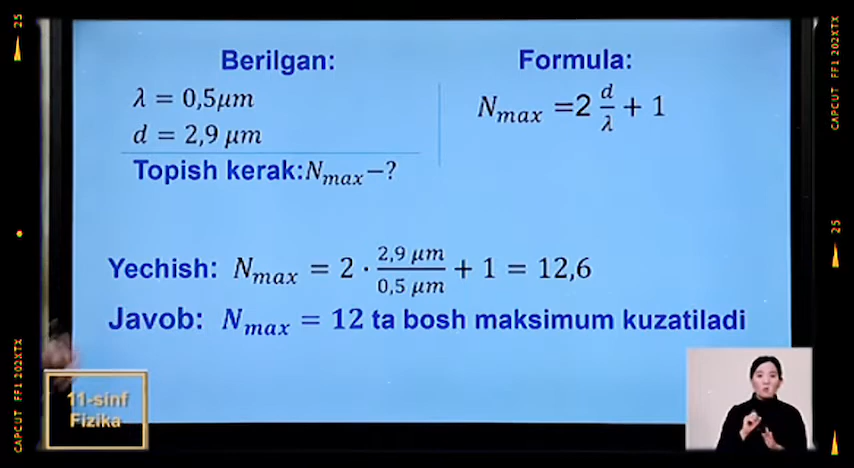 Berilgan:
λ = 0,5μm
d = 2,9 μm
Topish kerak:N_max−?
Formula:
N_max =2 d/λ + 1
Yechish: N_max = 2 · 2,9 μm/0,5 μm + 1 = 12,6
Javob: N_max = 12 ta bosh maksimum kuzatiladi
11-sinf
Fizika
25
CAPCUT FF1 202XTX
CAPCUT FF1 202XTX
25